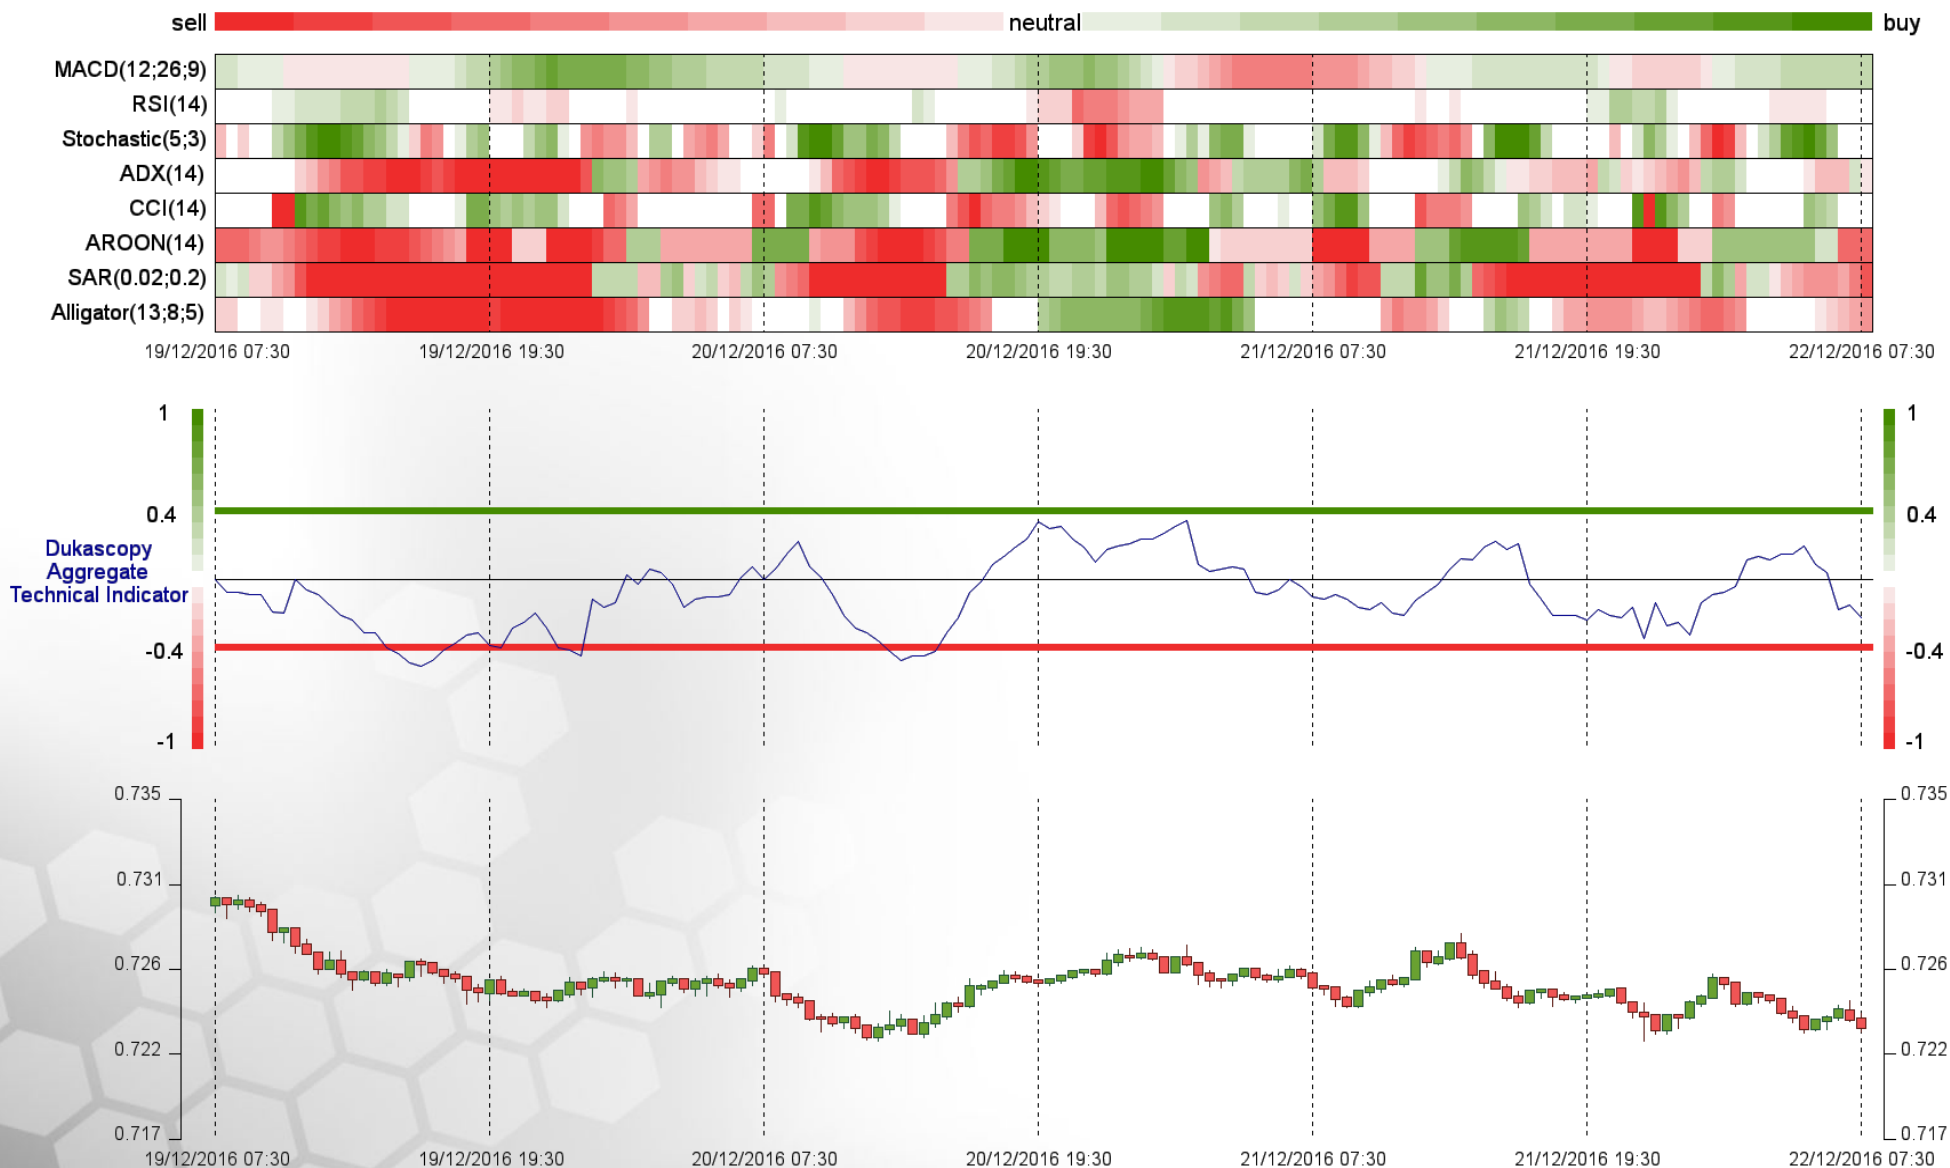 sell neutral buy
MACD(12;26;9)
RSI(14)
Stochastic(5;3)
ADX(14)
CCI(14)
AROON(14)
SAR(0.02;0.2)
Alligator(13;8;5)
19/12/2016 07:30 19/12/2016 19:30 20/12/2016 07:30 20/12/2016 19:30 21/12/2016 07:30 21/12/2016 19:30 22/12/2016 07:30
1 1
0.4 0.4
Dukascopy
Aggregate
Technical Indicator
-0.4 -0.4
-1 -1
0.735 0.735
0.731 0.731
0.726 0.726
0.722 0.722
0.717 0.717
19/12/2016 07:30 19/12/2016 19:30 20/12/2016 07:30 20/12/2016 19:30 21/12/2016 07:30 21/12/2016 19:30 22/12/2016 07:30